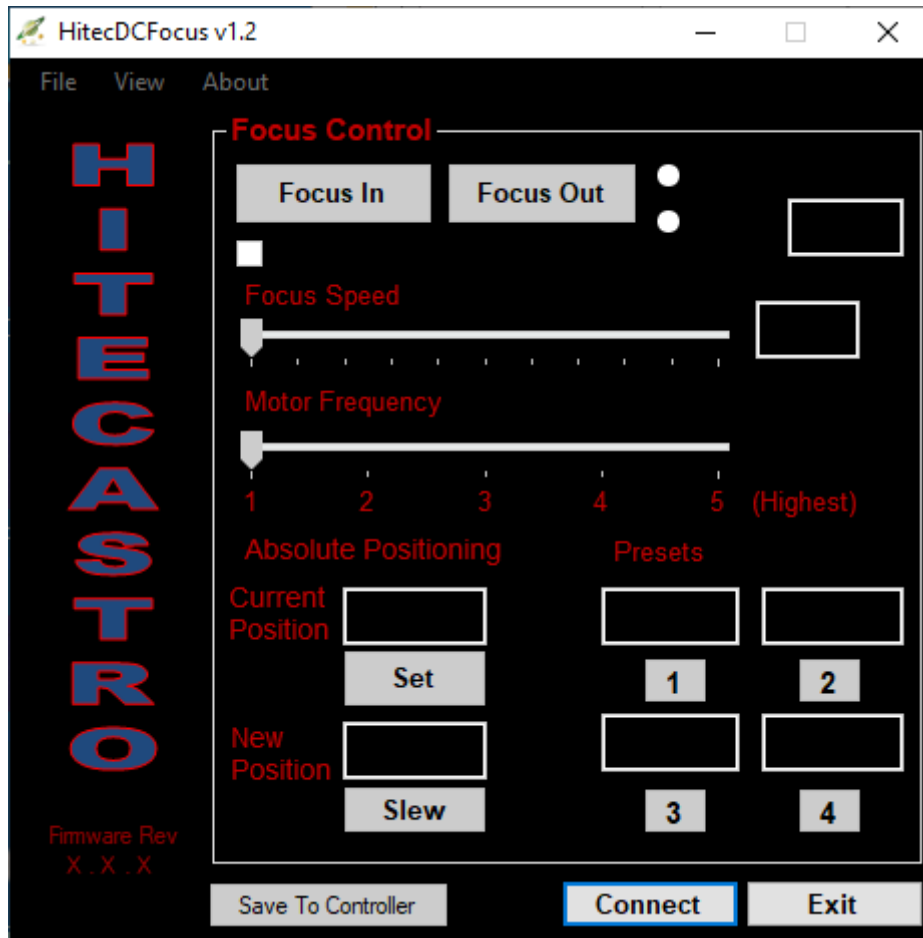 HitecDCFocus v1.2
File View About
HITECASTRO
Focus Control
Focus In Focus Out
Focus Speed
Motor Frequency
1 2 3 4 5 (Highest)
Absolute Positioning Presets
Current
Position
Set 1 2
New
Position
Slew 3 4
Firmware Rev
X . X . X
Save To Controller Connect Exit